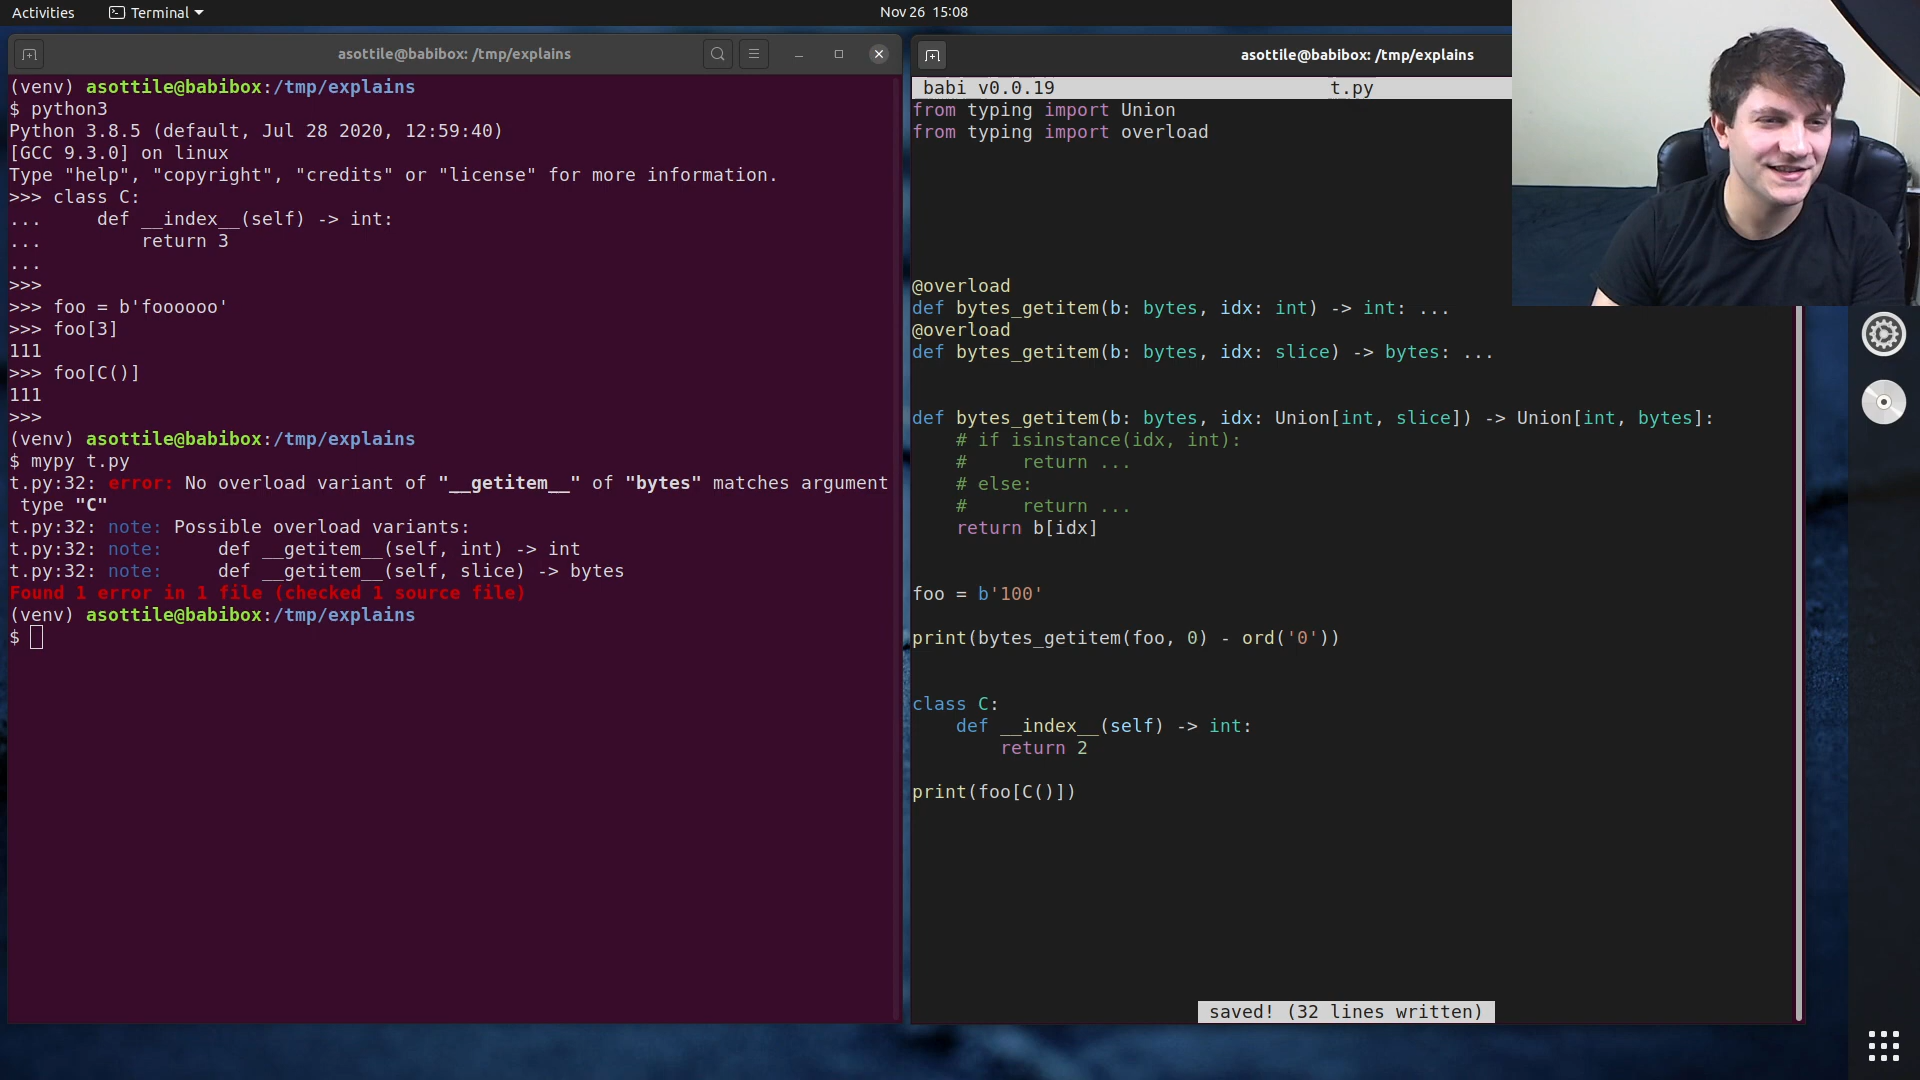 Activities
Terminal
Nov 26 15:08
asottile@babibox: /tmp/explains
(venv) asottile@babibox:/tmp/explains
$ python3
Python 3.8.5 (default, Jul 28 2020, 12:59:40)
[GCC 9.3.0] on linux
Type "help", "copyright", "credits" or "license" for more information.
>>> class C:
...     def __index__(self) -> int:
...         return 3
...
>>>
>>> foo = b'foooooo'
>>> foo[3]
111
>>> foo[C()]
111
>>>
(venv) asottile@babibox:/tmp/explains
$ mypy t.py
t.py:32: error: No overload variant of "__getitem__" of "bytes" matches argument
 type "C"
t.py:32: note: Possible overload variants:
t.py:32: note:     def __getitem__(self, int) -> int
t.py:32: note:     def __getitem__(self, slice) -> bytes
Found 1 error in 1 file (checked 1 source file)
(venv) asottile@babibox:/tmp/explains
$
asottile@babibox: /tmp/explains
babi v0.0.19 t.py
from typing import Union
from typing import overload
@overload
def bytes_getitem(b: bytes, idx: int) -> int: ...
@overload
def bytes_getitem(b: bytes, idx: slice) -> bytes: ...
def bytes_getitem(b: bytes, idx: Union[int, slice]) -> Union[int, bytes]:
    # if isinstance(idx, int):
    #     return ...
    # else:
    #     return ...
    return b[idx]
foo = b'100'
print(bytes_getitem(foo, 0) - ord('0'))
class C:
    def __index__(self) -> int:
        return 2
print(foo[C()])
saved! (32 lines written)